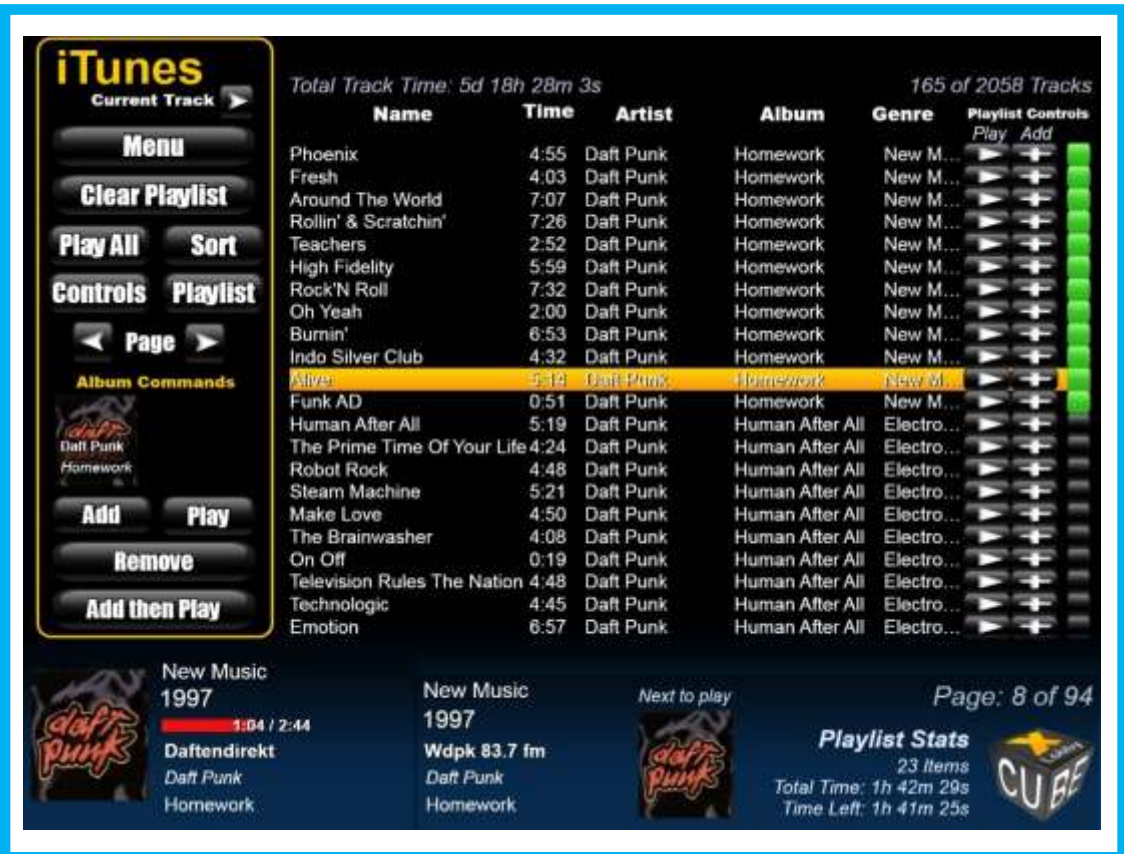 iTunes
Current Track
Menu
Clear Playlist
Play All Sort
Controls Playlist
Page
Album Commands
daft
Daft Punk
Homework
Add Play
Remove
Add then Play
Total Track Time: 5d 18h 28m 3s 165 of 2058 Tracks
Name Time Artist Album Genre Playlist Controls
Play Add
Phoenix 4:55 Daft Punk Homework New M...
Fresh 4:03 Daft Punk Homework New M...
Around The World 7:07 Daft Punk Homework New M...
Rollin' & Scratchin' 7:26 Daft Punk Homework New M...
Teachers 2:52 Daft Punk Homework New M...
High Fidelity 5:59 Daft Punk Homework New M...
Rock'N Roll 7:32 Daft Punk Homework New M...
Oh Yeah 2:00 Daft Punk Homework New M...
Burnin' 6:53 Daft Punk Homework New M...
Indo Silver Club 4:32 Daft Punk Homework New M...
Alive 5:14 Daft Punk Homework New M...
Funk AD 0:51 Daft Punk Homework New M...
Human After All 5:19 Daft Punk Human After All Electro...
The Prime Time Of Your Life 4:24 Daft Punk Human After All Electro...
Robot Rock 4:48 Daft Punk Human After All Electro...
Steam Machine 5:21 Daft Punk Human After All Electro...
Make Love 4:50 Daft Punk Human After All Electro...
The Brainwasher 4:08 Daft Punk Human After All Electro...
On Off 0:19 Daft Punk Human After All Electro...
Television Rules The Nation 4:48 Daft Punk Human After All Electro...
Technologic 4:45 Daft Punk Human After All Electro...
Emotion 6:57 Daft Punk Human After All Electro...
daft
punk
New Music
1997
1:04 / 2:44
Daftendirekt
Daft Punk
Homework
New Music
1997
Wdpk 83.7 fm
Daft Punk
Homework
Next to play
daft
punk
Page: 8 of 94
Playlist Stats
23 Items
Total Time: 1h 42m 29s
Time Left: 1h 41m 25s
CUBE